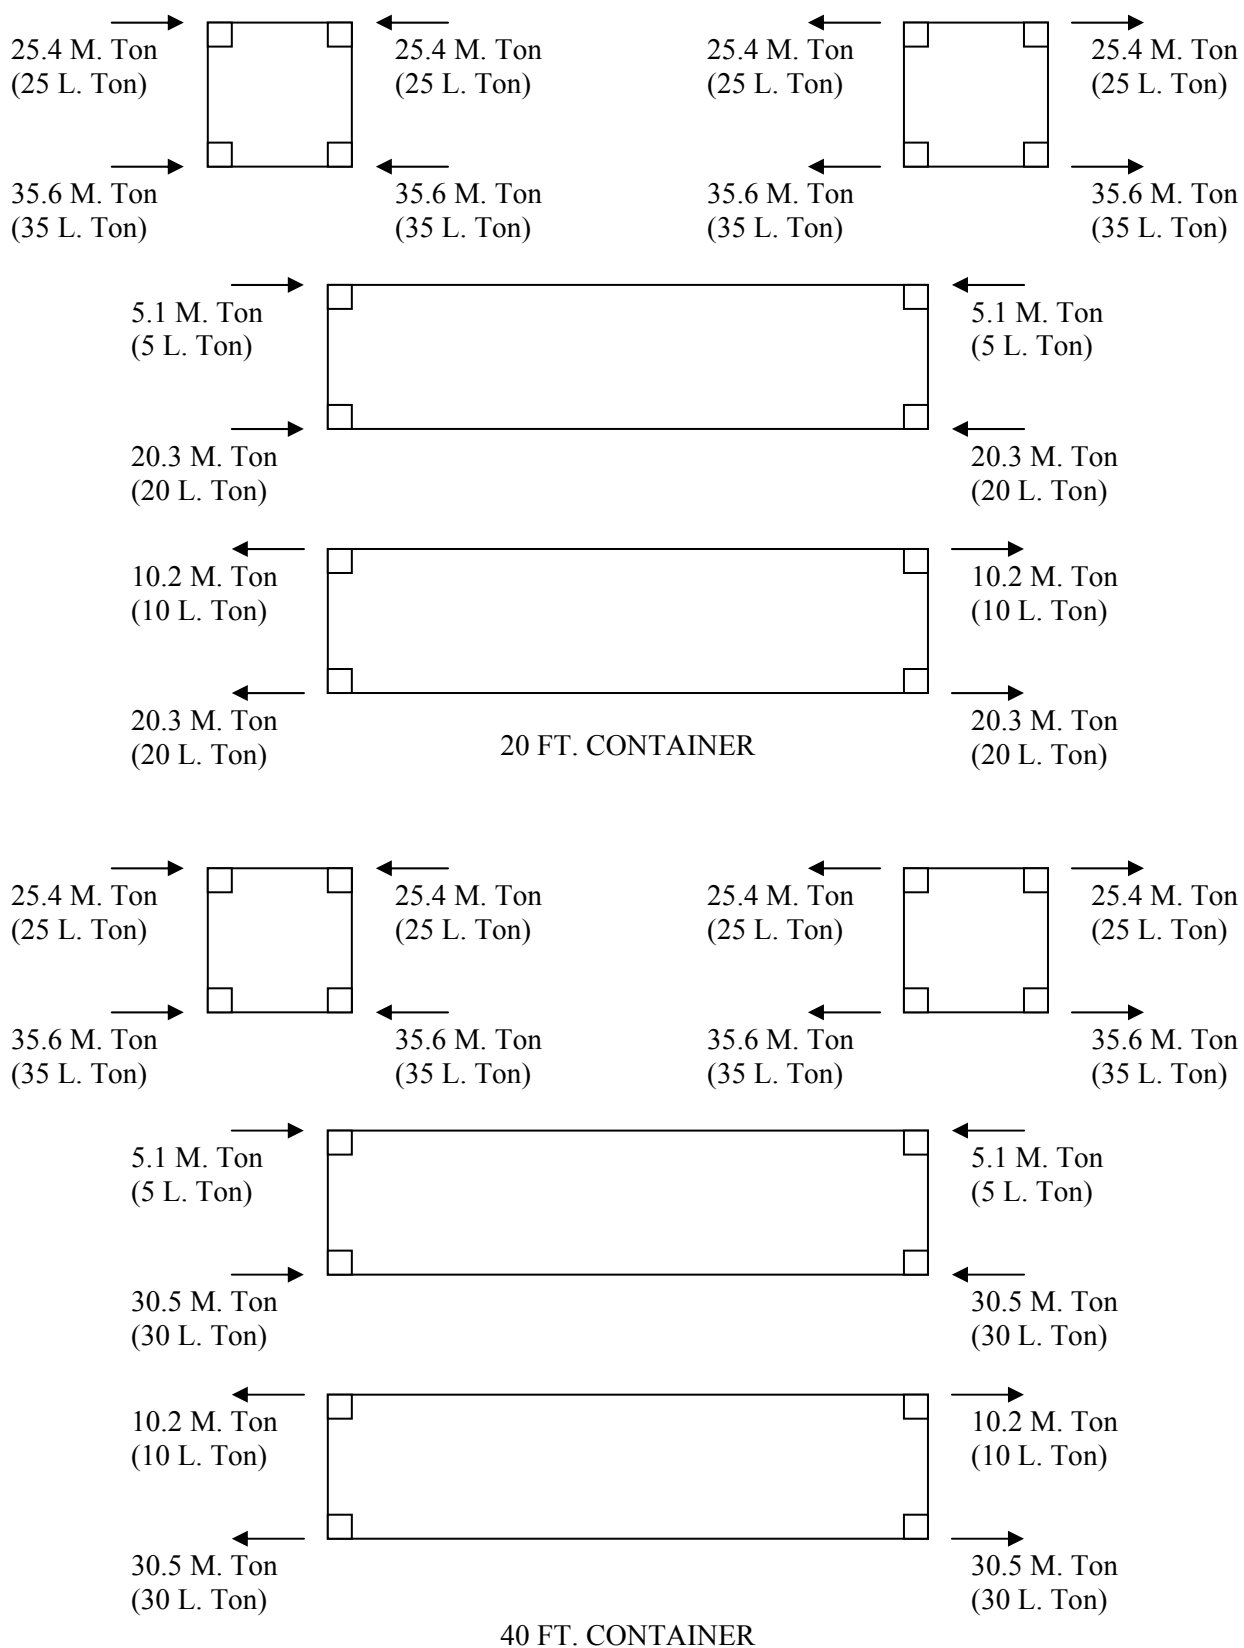 25.4 M. Ton
(25 L. Ton)
25.4 M. Ton
(25 L. Ton)
25.4 M. Ton
(25 L. Ton)
25.4 M. Ton
(25 L. Ton)
35.6 M. Ton
(35 L. Ton)
35.6 M. Ton
(35 L. Ton)
35.6 M. Ton
(35 L. Ton)
35.6 M. Ton
(35 L. Ton)
5.1 M. Ton
(5 L. Ton)
5.1 M. Ton
(5 L. Ton)
20.3 M. Ton
(20 L. Ton)
20.3 M. Ton
(20 L. Ton)
10.2 M. Ton
(10 L. Ton)
10.2 M. Ton
(10 L. Ton)
20.3 M. Ton
(20 L. Ton)
20 FT. CONTAINER
20.3 M. Ton
(20 L. Ton)
25.4 M. Ton
(25 L. Ton)
25.4 M. Ton
(25 L. Ton)
25.4 M. Ton
(25 L. Ton)
25.4 M. Ton
(25 L. Ton)
35.6 M. Ton
(35 L. Ton)
35.6 M. Ton
(35 L. Ton)
35.6 M. Ton
(35 L. Ton)
35.6 M. Ton
(35 L. Ton)
5.1 M. Ton
(5 L. Ton)
5.1 M. Ton
(5 L. Ton)
30.5 M. Ton
(30 L. Ton)
30.5 M. Ton
(30 L. Ton)
10.2 M. Ton
(10 L. Ton)
10.2 M. Ton
(10 L. Ton)
30.5 M. Ton
(30 L. Ton)
30.5 M. Ton
(30 L. Ton)
40 FT. CONTAINER